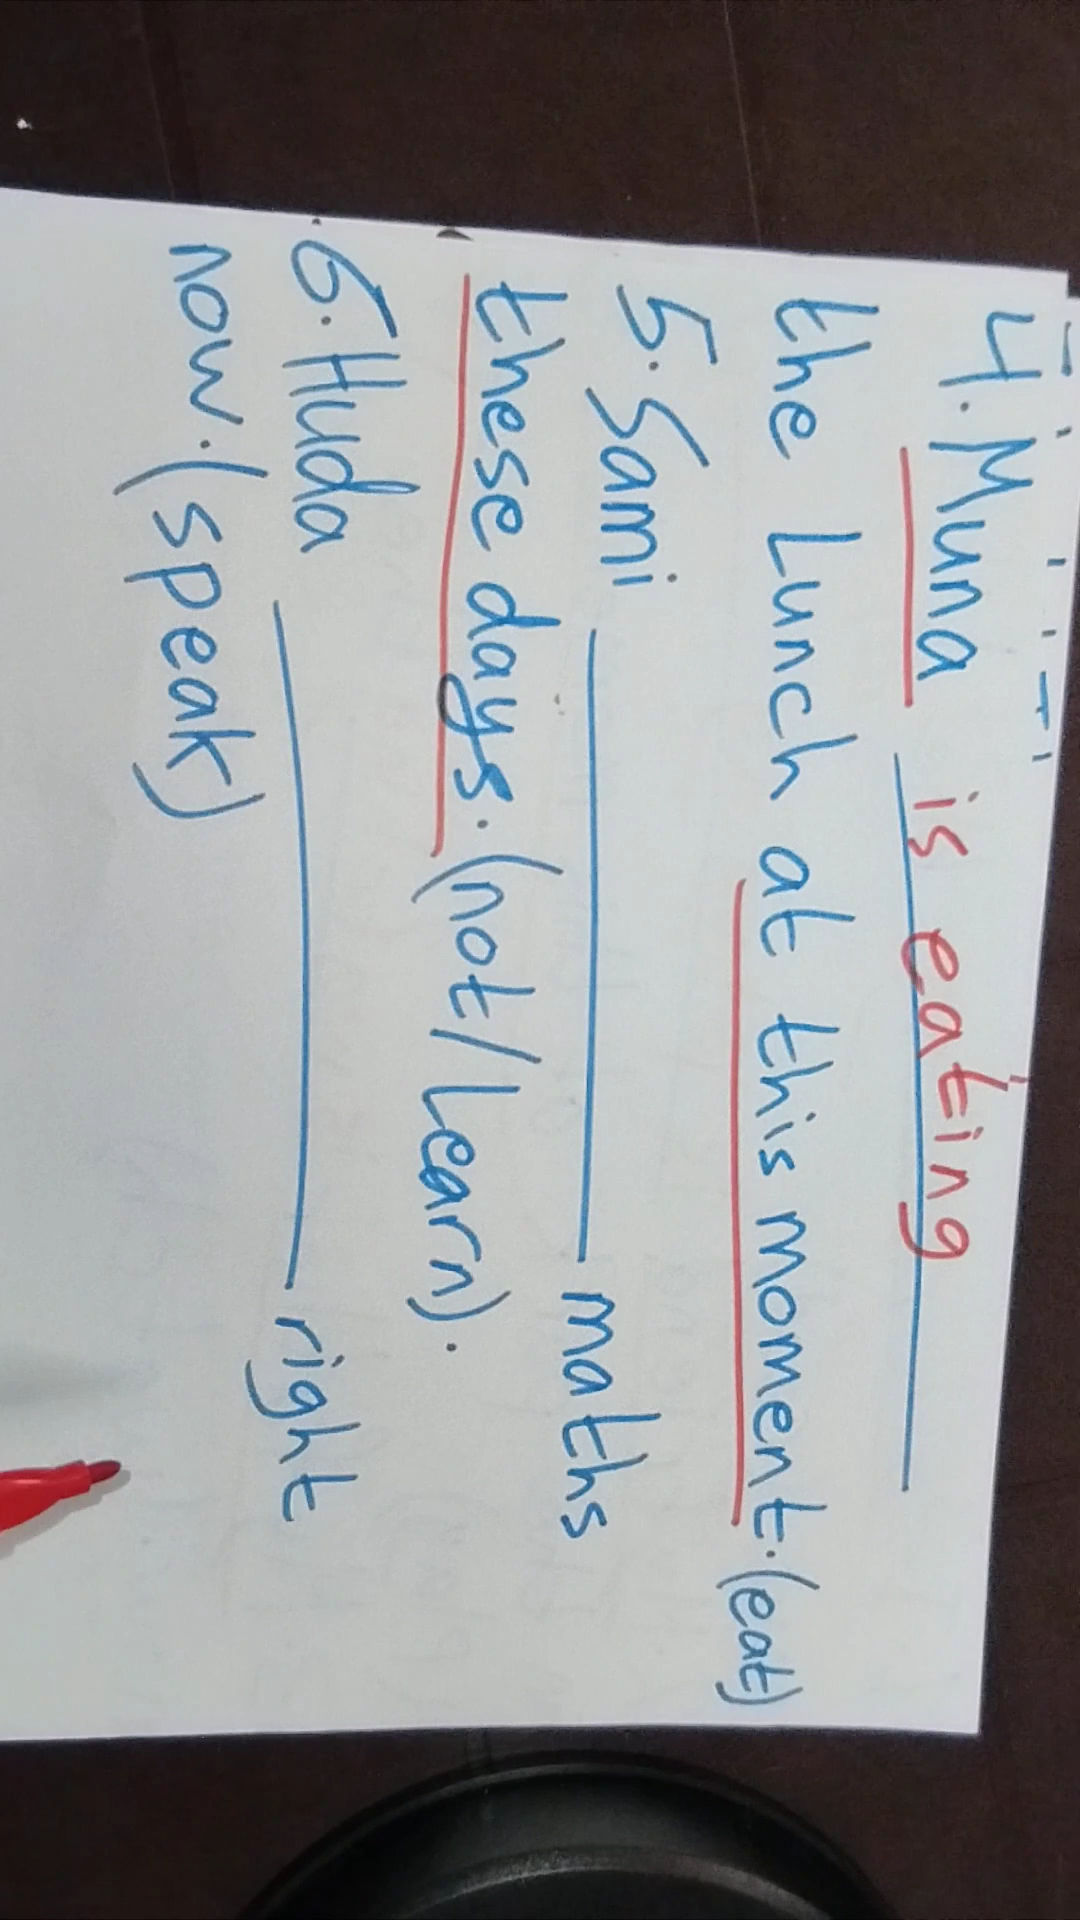 4. Muna is eating
the Lunch at this moment. (eat)
5. Sami ______ maths
these days. (not/Learn).
6. Huda ______ right
now. (speak)